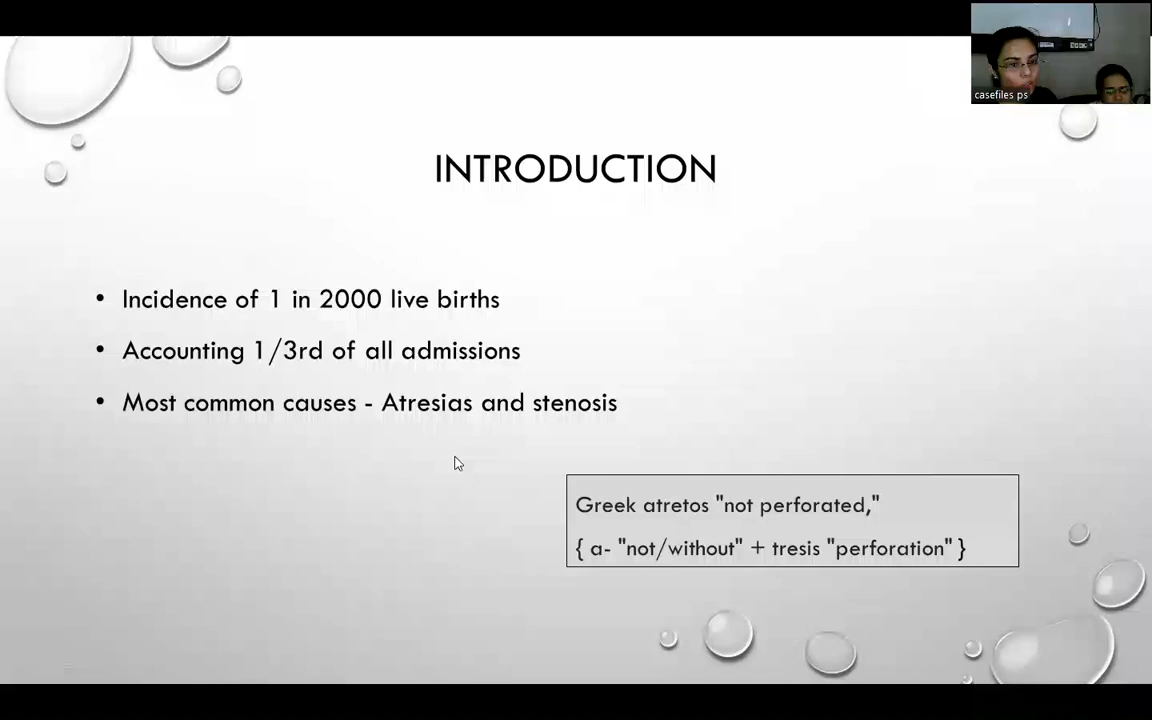 casefiles ps
INTRODUCTION
• Incidence of 1 in 2000 live births
• Accounting 1/3rd of all admissions
• Most common causes - Atresias and stenosis
Greek atretos "not perforated,"
{ a- "not/without" + tresis "perforation" }